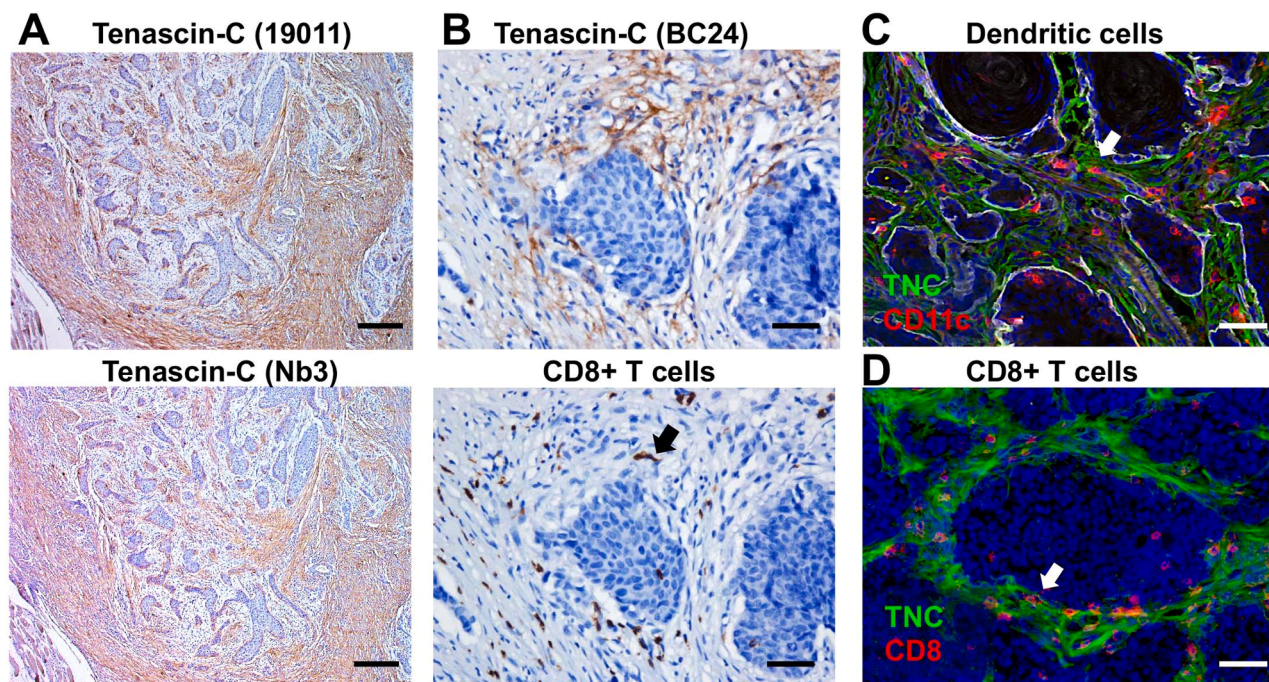 A
Tenascin-C (19011)
Tenascin-C (Nb3)
B
Tenascin-C (BC24)
CD8+ T cells
C
Dendritic cells
TNC
CD11c
D
CD8+ T cells
TNC
CD8